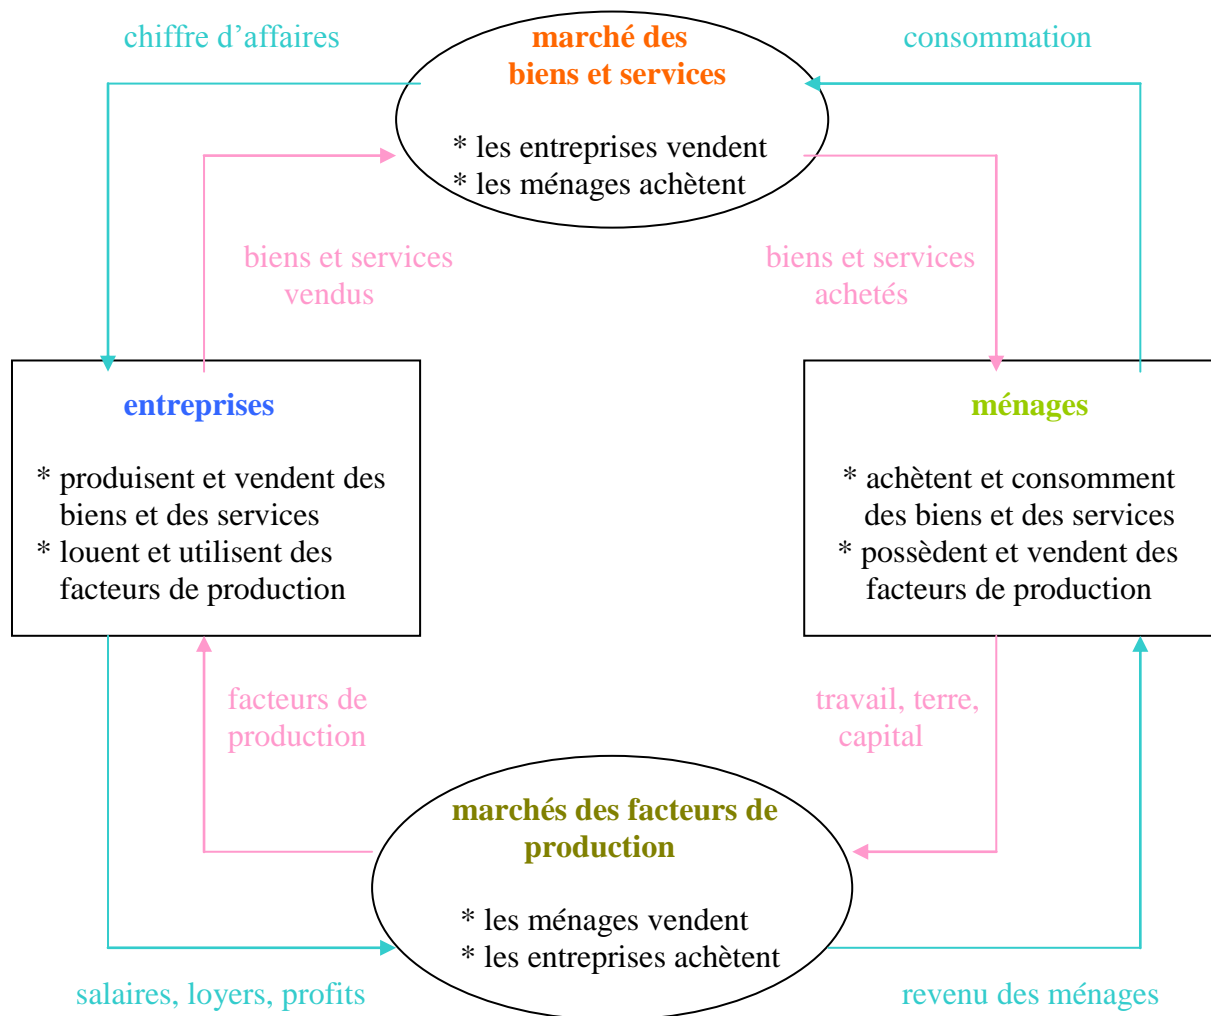 chiffre d’affaires
marché des
biens et services
consommation
* les entreprises vendent
* les ménages achètent
biens et services
vendus
biens et services
achetés
entreprises
* produisent et vendent des
biens et des services
* louent et utilisent des
facteurs de production
ménages
* achètent et consomment
des biens et des services
* possèdent et vendent des
facteurs de production
facteurs de
production
travail, terre,
capital
marchés des facteurs de
production
* les ménages vendent
* les entreprises achètent
salaires, loyers, profits
revenu des ménages